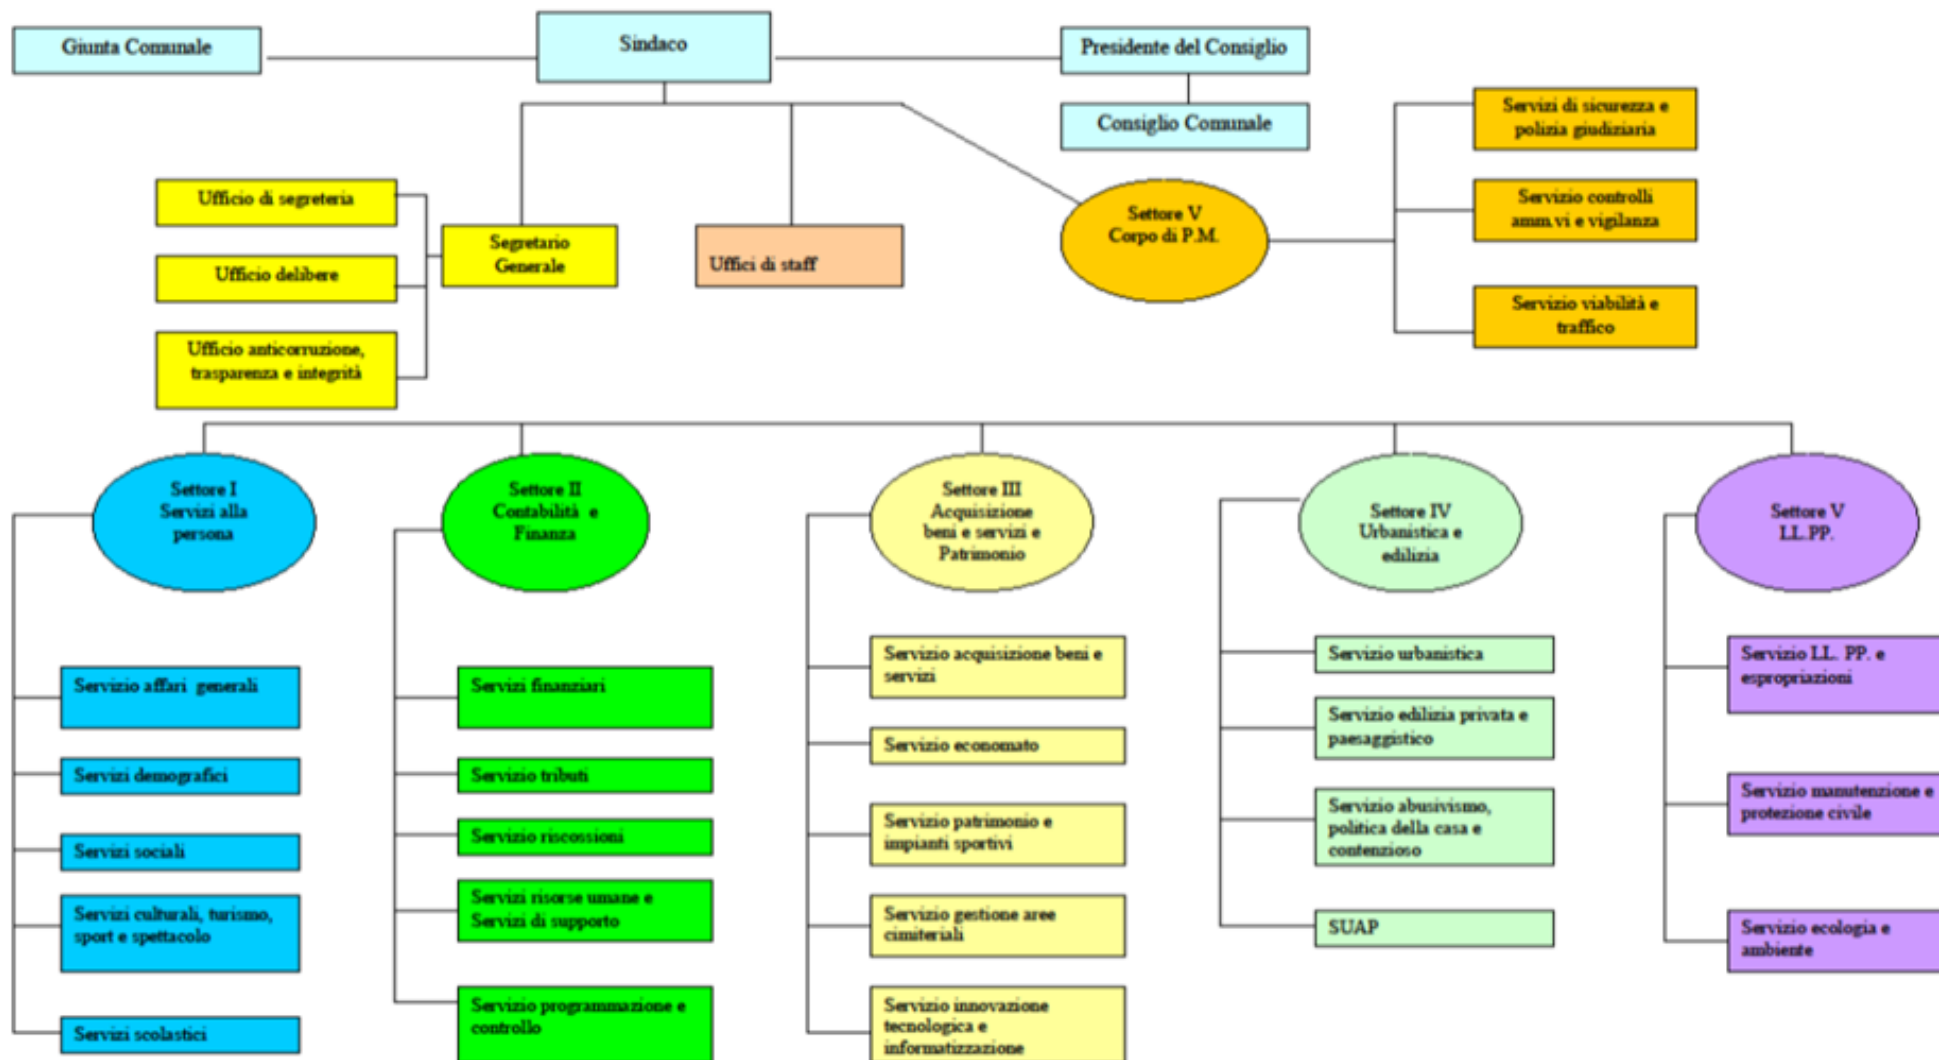 Giunta Comunale
Sindaco
Presidente del Consiglio
Consiglio Comunale
Servizi di sicurezza e
polizia giudiziaria
Servizio controlli
amm.vi e vigilanza
Servizio viabilità e
traffico
Settore V
Corpo di P.M.
Ufficio di segreteria
Ufficio delibere
Ufficio anticorruzione,
trasparenza e integrità
Segretario
Generale
Uffici di staff
Settore I
Servizi alla
persona
Servizio affari generali
Servizi demografici
Servizi sociali
Servizi culturali, turismo,
sport e spettacolo
Servizi scolastici
Settore II
Contabilità e
Finanza
Servizi finanziari
Servizio tributi
Servizio riscossioni
Servizi risorse umane e
Servizi di supporto
Servizio programmazione e
controllo
Settore III
Acquisizione
beni e servizi e
Patrimonio
Servizio acquisizione beni e
servizi
Servizio economato
Servizio patrimonio e
impianti sportivi
Servizio gestione aree
cimiteriali
Servizio innovazione
tecnologica e
informatizzazione
Settore IV
Urbanistica e
edilizia
Servizio urbanistica
Servizio edilizia privata e
paesaggistico
Servizio abusivismo,
politica della casa e
contenzioso
SUAP
Settore V
LL.PP.
Servizio LL. PP. e
espropriazioni
Servizio manutenzione e
protezione civile
Servizio ecologia e
ambiente